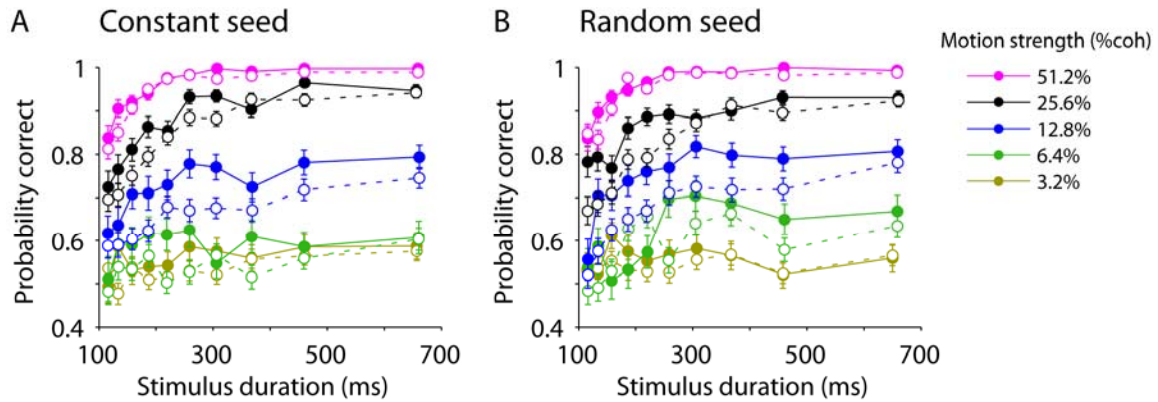 A Constant seed
B Random seed
Motion strength (%coh)
51.2%
25.6%
12.8%
6.4%
3.2%
Probability correct
1
0.8
0.6
0.4
100 300 500 700
Stimulus duration (ms)
Probability correct
1
0.8
0.6
0.4
100 300 500 700
Stimulus duration (ms)